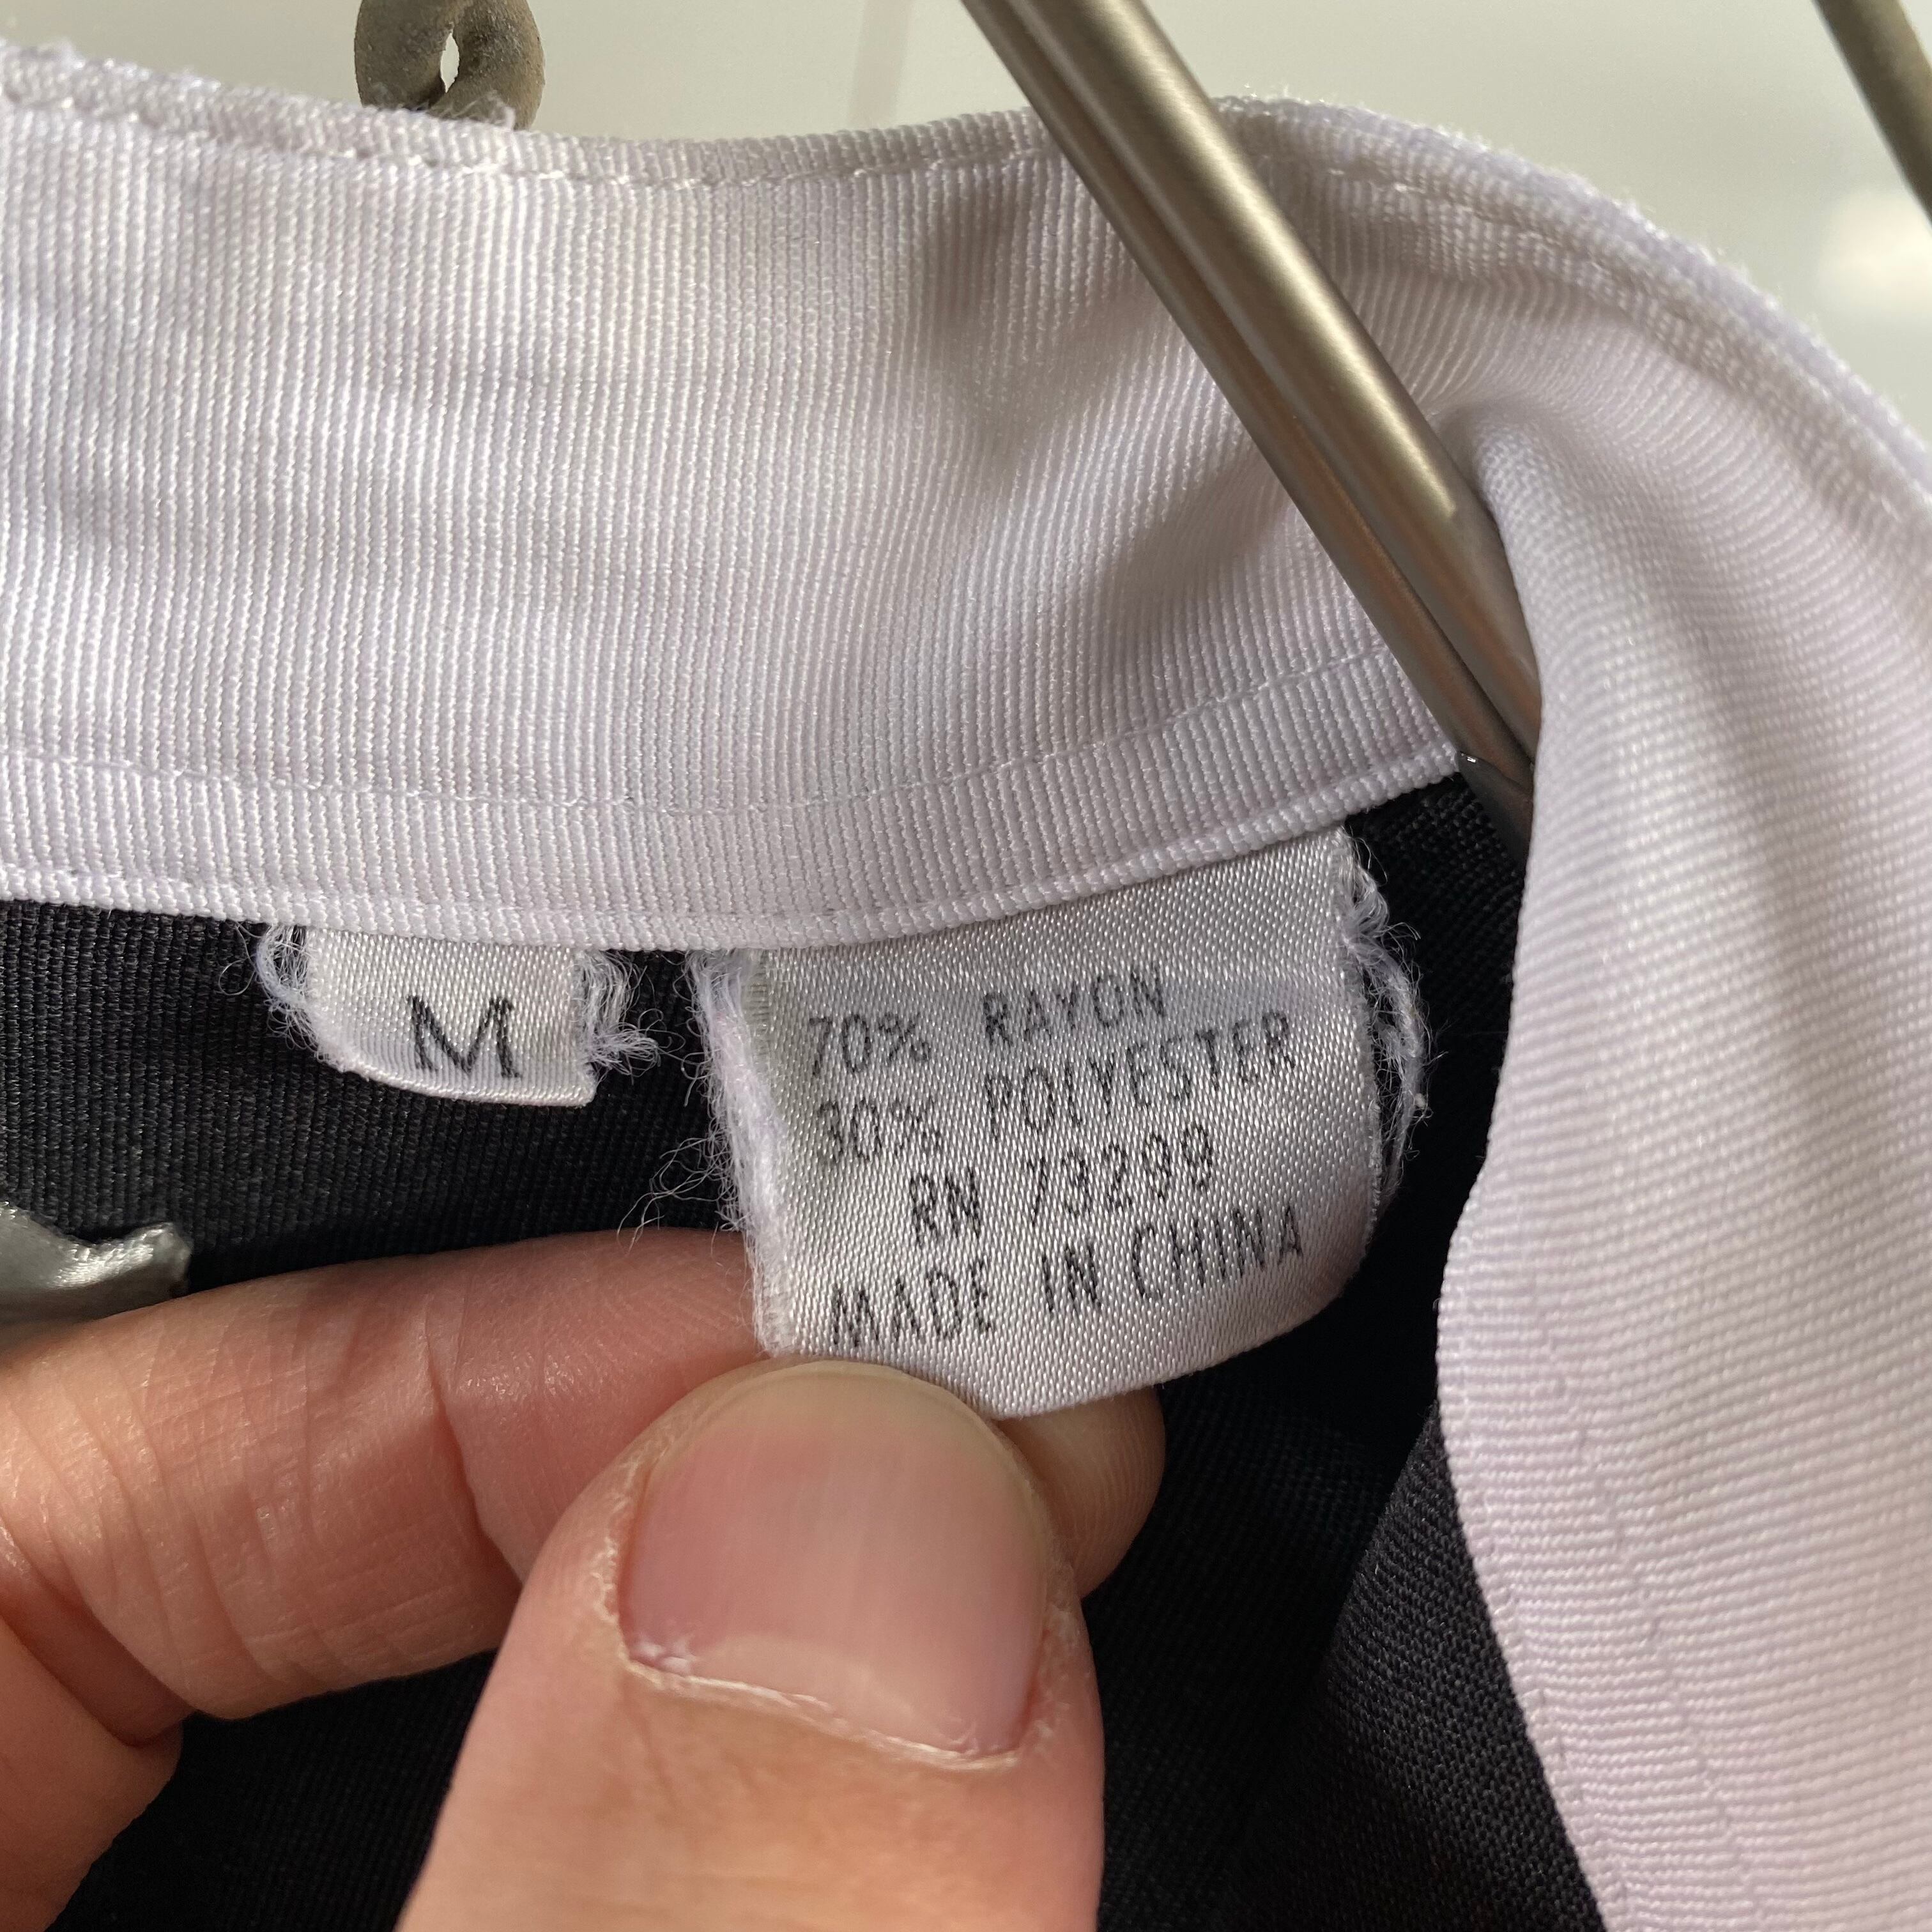 M
70% RAYON
30% POLYESTER
RN 73299
MADE IN CHINA